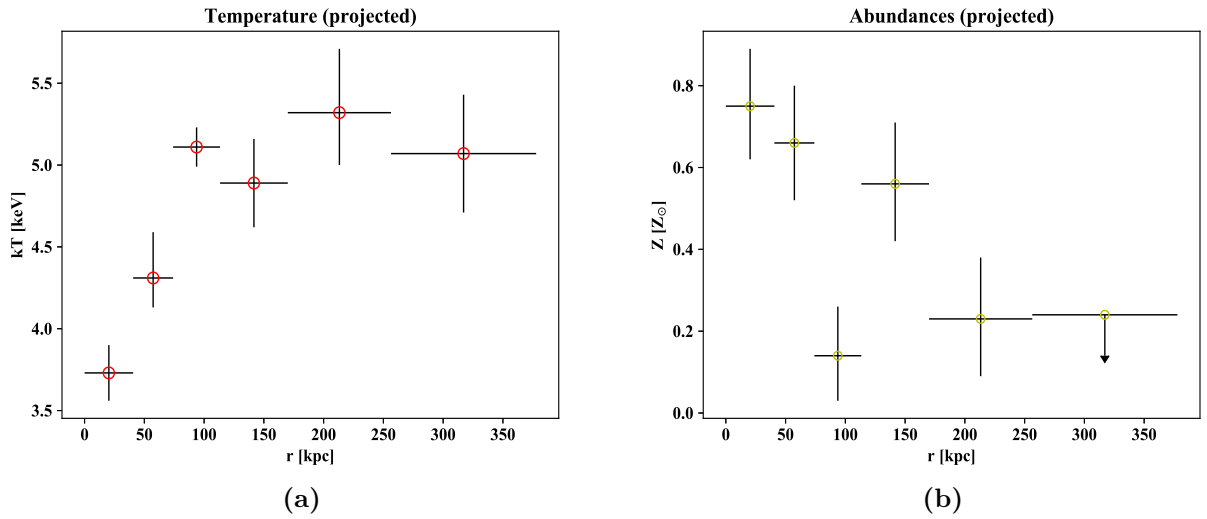 Temperature (projected)
kT [keV]
5.5
5.0
4.5
4.0
3.5
0 50 100 150 200 250 300 350
r [kpc]
(a)
Abundances (projected)
Z [Z⊙]
0.8
0.6
0.4
0.2
0.0
0 50 100 150 200 250 300 350
r [kpc]
(b)